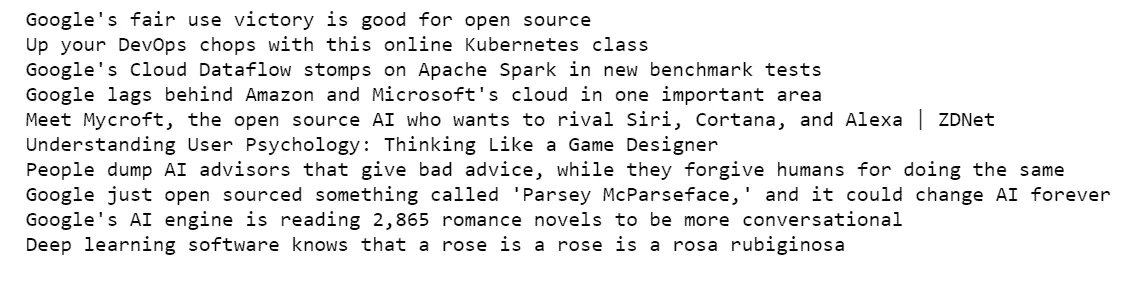 Google's fair use victory is good for open source
Up your DevOps chops with this online Kubernetes class
Google's Cloud Dataflow stomps on Apache Spark in new benchmark tests
Google lags behind Amazon and Microsoft's cloud in one important area
Meet Mycroft, the open source AI who wants to rival Siri, Cortana, and Alexa | ZDNet
Understanding User Psychology: Thinking Like a Game Designer
People dump AI advisors that give bad advice, while they forgive humans for doing the same
Google just open sourced something called 'Parsey McParseface,' and it could change AI forever
Google's AI engine is reading 2,865 romance novels to be more conversational
Deep learning software knows that a rose is a rose is a rosa rubiginosa